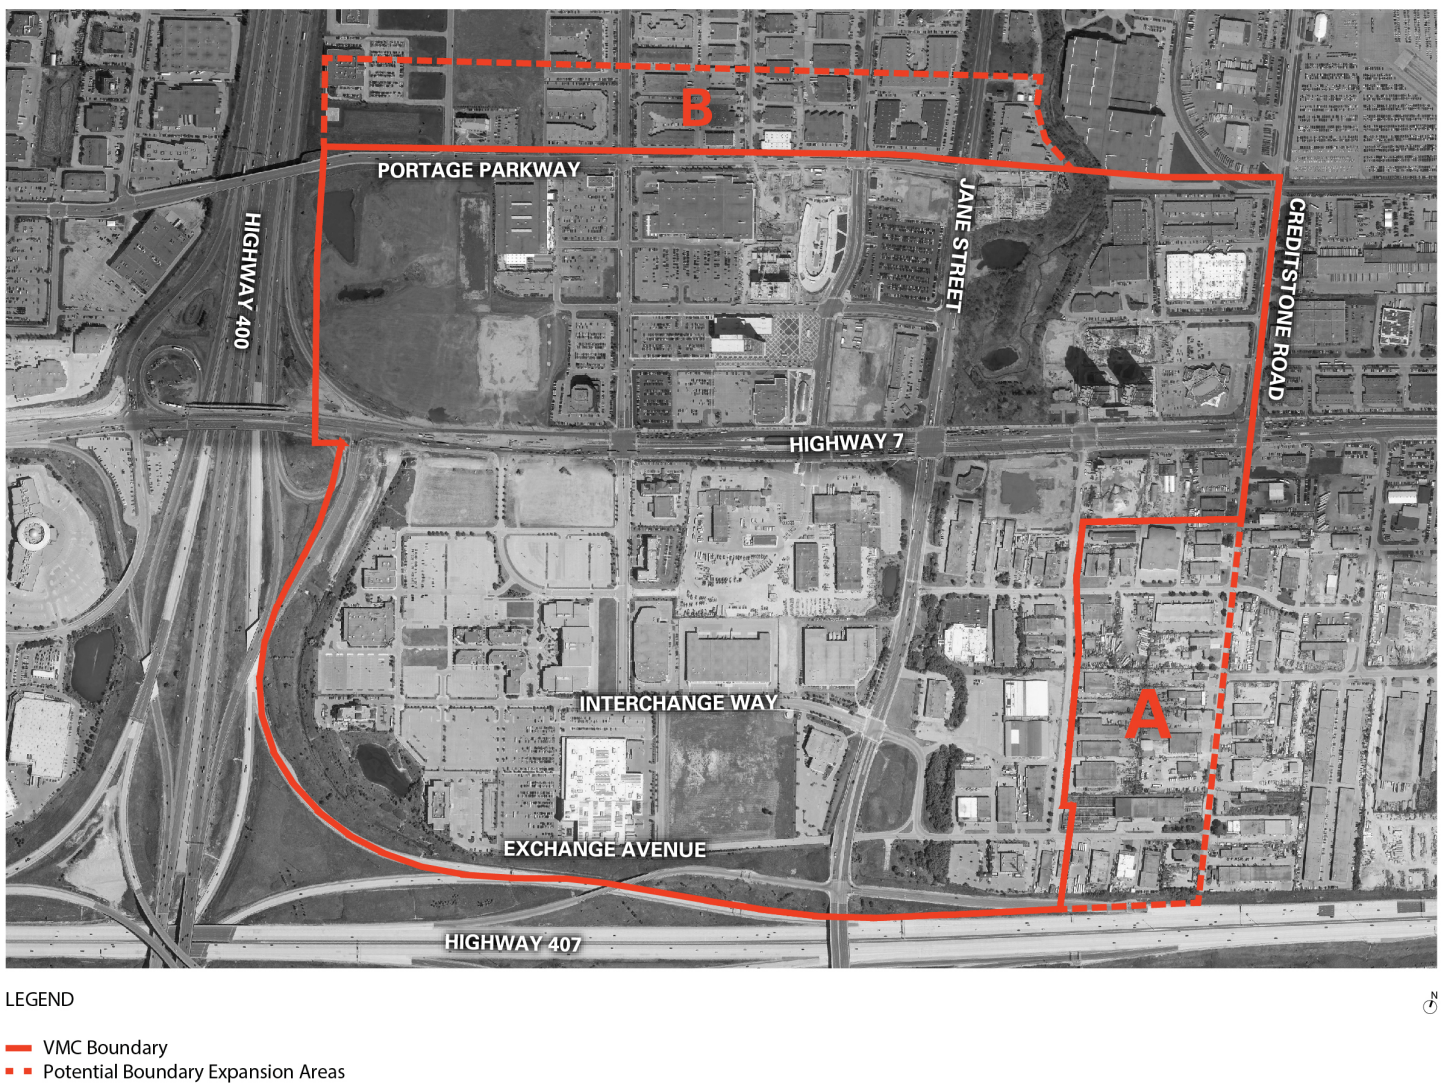 B
PORTAGE PARKWAY
HIGHWAY 400
JANE STREET
CREDITSTONE ROAD
HIGHWAY 7
A
INTERCHANGE WAY
EXCHANGE AVENUE
HIGHWAY 407
LEGEND
N
VMC Boundary
Potential Boundary Expansion Areas